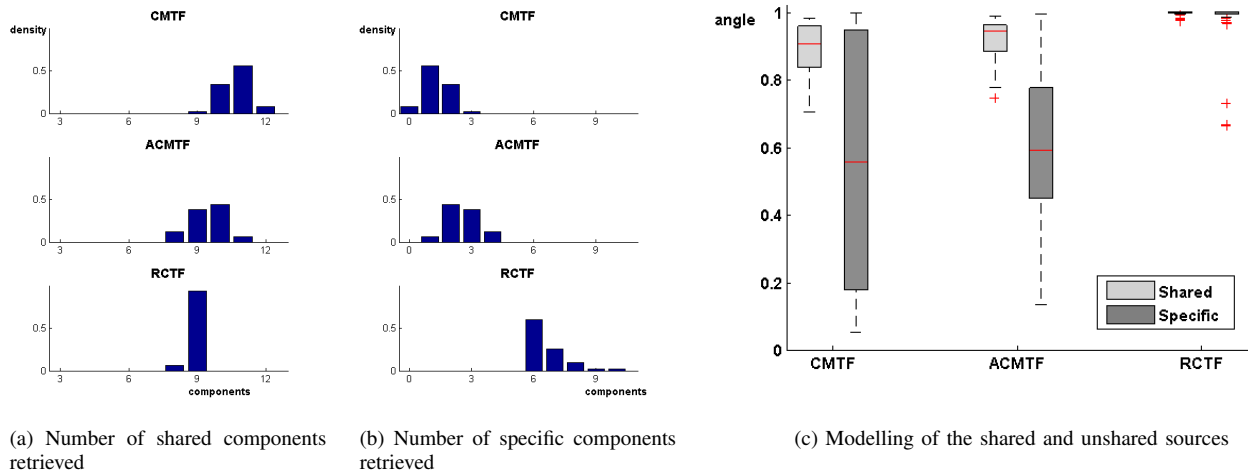 CMTF
density
0.5
0
3 6 9 12
ACMTF
0.5
0
3 6 9 12
RCTF
0.5
0
3 6 9 12
components
(a) Number of shared components
retrieved
CMTF
density
0.5
0
0 3 6 9
ACMTF
0.5
0
0 3 6 9
RCTF
0.5
0
0 3 6 9
components
(b) Number of specific components
retrieved
angle
1
0.8
0.6
0.4
0.2
0
Shared
Specific
CMTF ACMTF RCTF
(c) Modelling of the shared and unshared sources